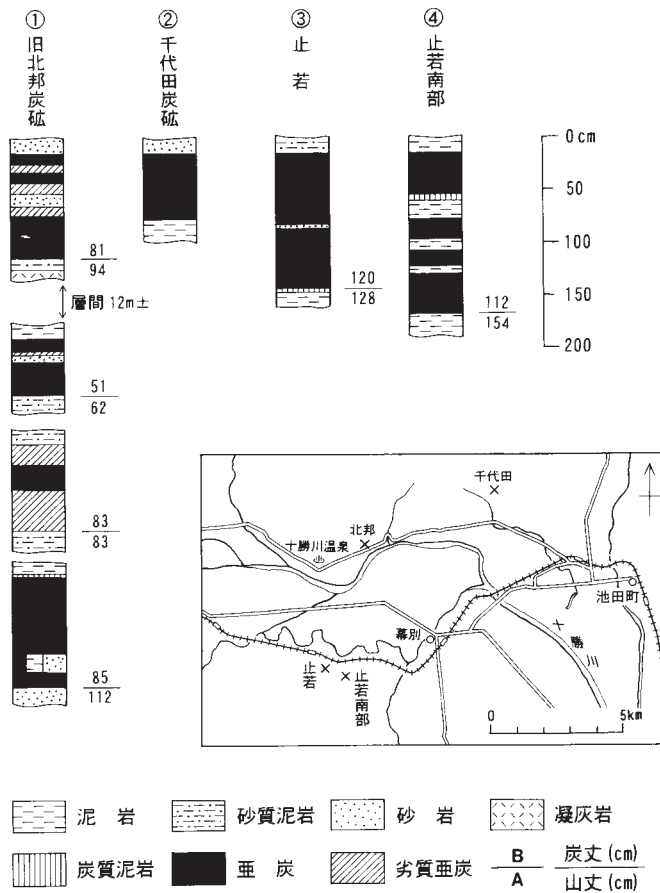 ① ② ③ ④
旧北邦炭砿
千代田炭砿
止若
止若南部
0 cm
50
100
150
200
81
94
層間 12m±
120
128
112
154
51
62
83
83
85
112
千代田
北邦
十勝川温泉
池田町
幕別
十勝川
止若
止若南部
0 5km
泥岩 砂質泥岩 砂岩 凝灰岩
炭質泥岩 亜炭 劣質亜炭 B 炭丈(cm)
A 山丈(cm)